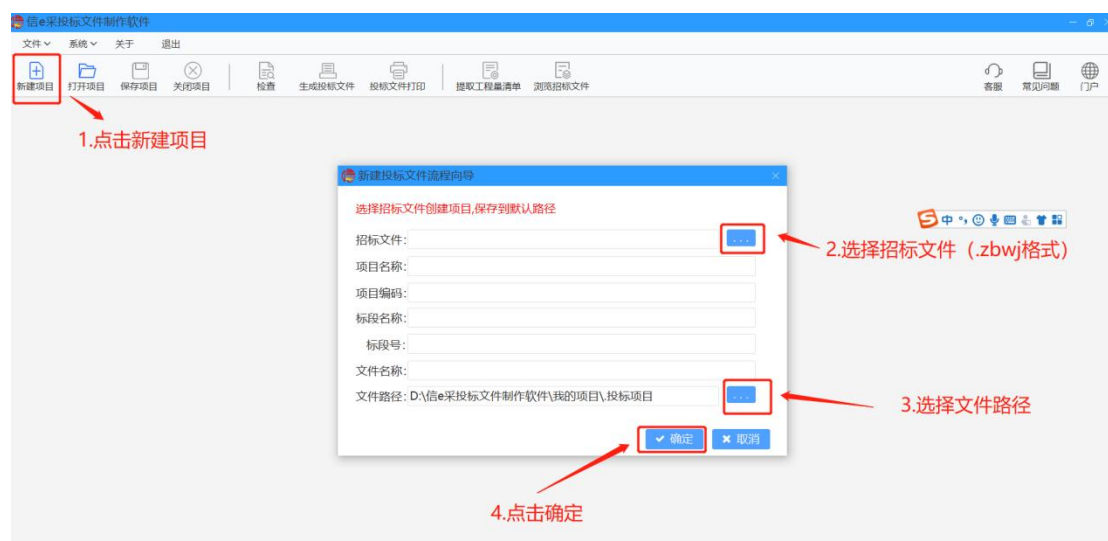 信e采投标文件制作软件
文件 系统 关于 退出
新建项目 打开项目 保存项目 关闭项目 检查 生成投标文件 投标文件打印 提取工程量清单 浏览招标文件 客服 常见问题 门户
1.点击新建项目
新建投标文件流程向导
选择招标文件创建项目,保存到默认路径
招标文件: ...
中
2.选择招标文件（.zbwj格式）
项目名称:
项目编码:
标段名称:
标段号:
文件名称:
文件路径: D:\信e采投标文件制作软件\我的项目\.投标项目 ...
3.选择文件路径
确定 取消
4.点击确定